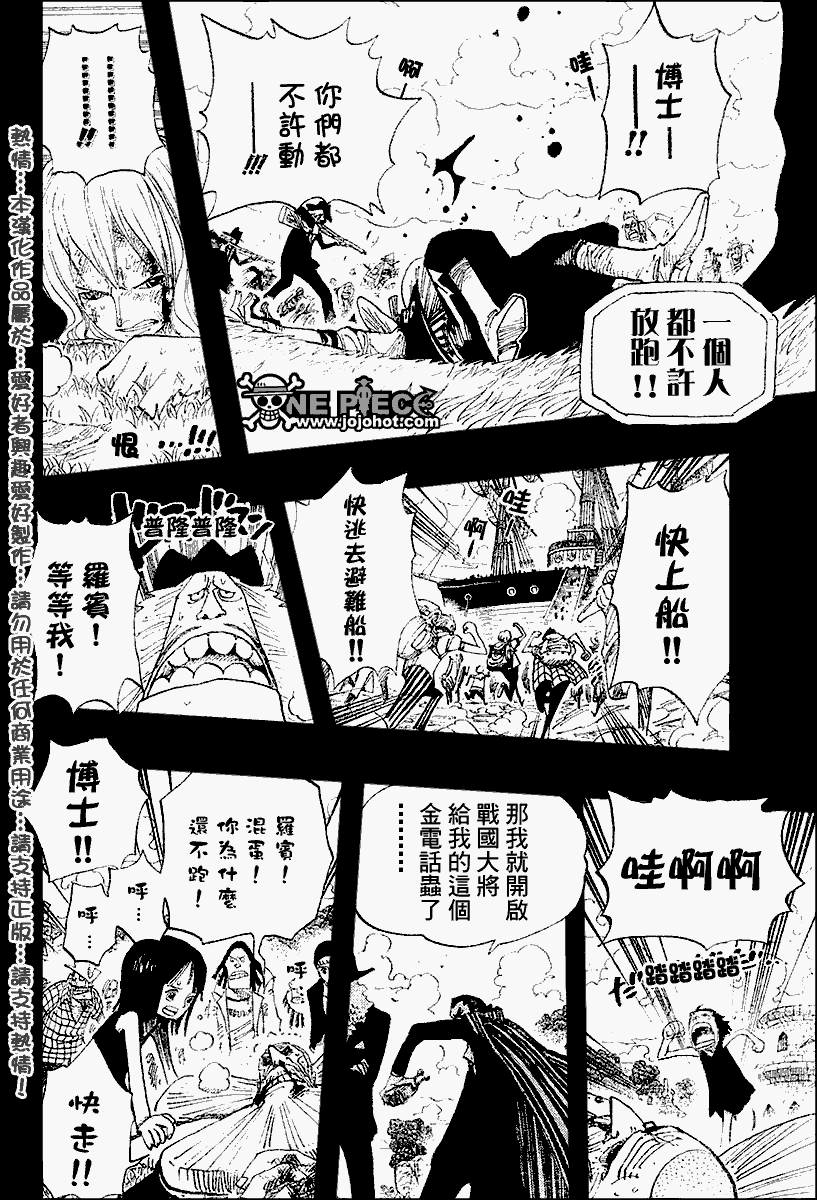 博士—
—!!
哇—
啊—
你們都
不許動
——!!!
…………!!
一個人
都不許
放跑!!
恨…!!!
ONE PIECE
www.jojohot.com
快上船!!
哇—
啊—
快逃去避難船!!
普隆普隆
羅賓！
等等我！
哇啊啊
踏踏踏踏
那我就開啟
戰國大將
給我的這個
金電話蟲了
……
羅賓！
混蛋！
你為什麼
還不跑！
呼…
博士!!
呼…
呼…
快走!!
熱情…本漢化作品屬於…愛好者興趣愛好製作…請勿用於任何商業用途…請支持正版…請支持熱情！